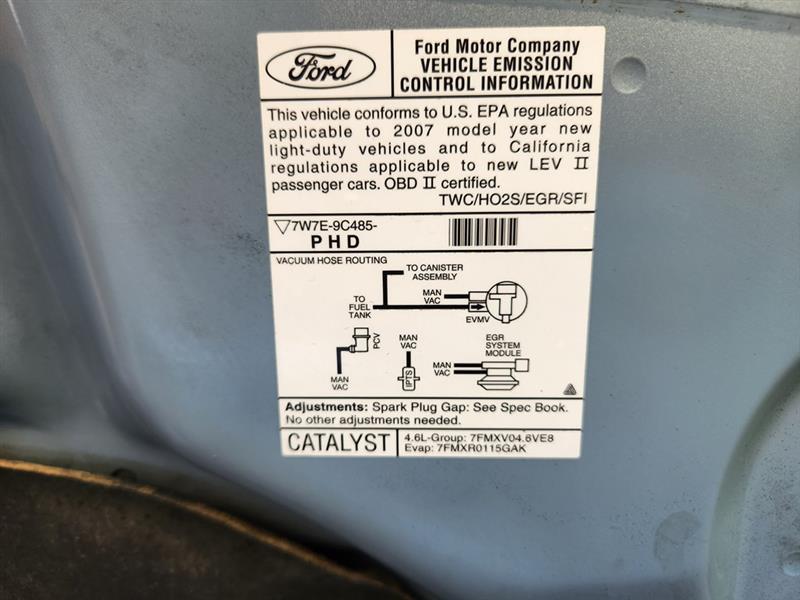 Ford
Ford Motor Company
VEHICLE EMISSION
CONTROL INFORMATION
This vehicle conforms to U.S. EPA regulations
applicable to 2007 model year new
light-duty vehicles and to California
regulations applicable to new LEV II
passenger cars. OBD II certified.
TWC/HO2S/EGR/SFI
▽7W7E-9C485-
PHD
VACUUM HOSE ROUTING
TO CANISTER
ASSEMBLY
MAN
VAC
TO
FUEL
TANK
EVMV
PCV
MAN
VAC
MAN
VAC
IPTS
EGR
SYSTEM
MODULE
MAN
VAC
Adjustments: Spark Plug Gap: See Spec Book.
No other adjustments needed.
CATALYST
4.6L-Group: 7FMXV04.6VE8
Evap: 7FMXR0115GAK